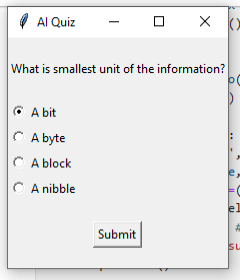 AI Quiz
What is smallest unit of the information?
A bit
A byte
A block
A nibble
Submit